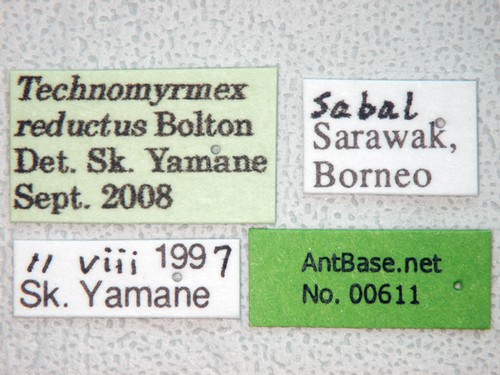 Technomyrmex
reductus Bolton
Det. Sk. Yamane
Sept. 2008
Sabal
Sarawak,
Borneo
11 viii 1997
Sk. Yamane
AntBase.net
No. 00611